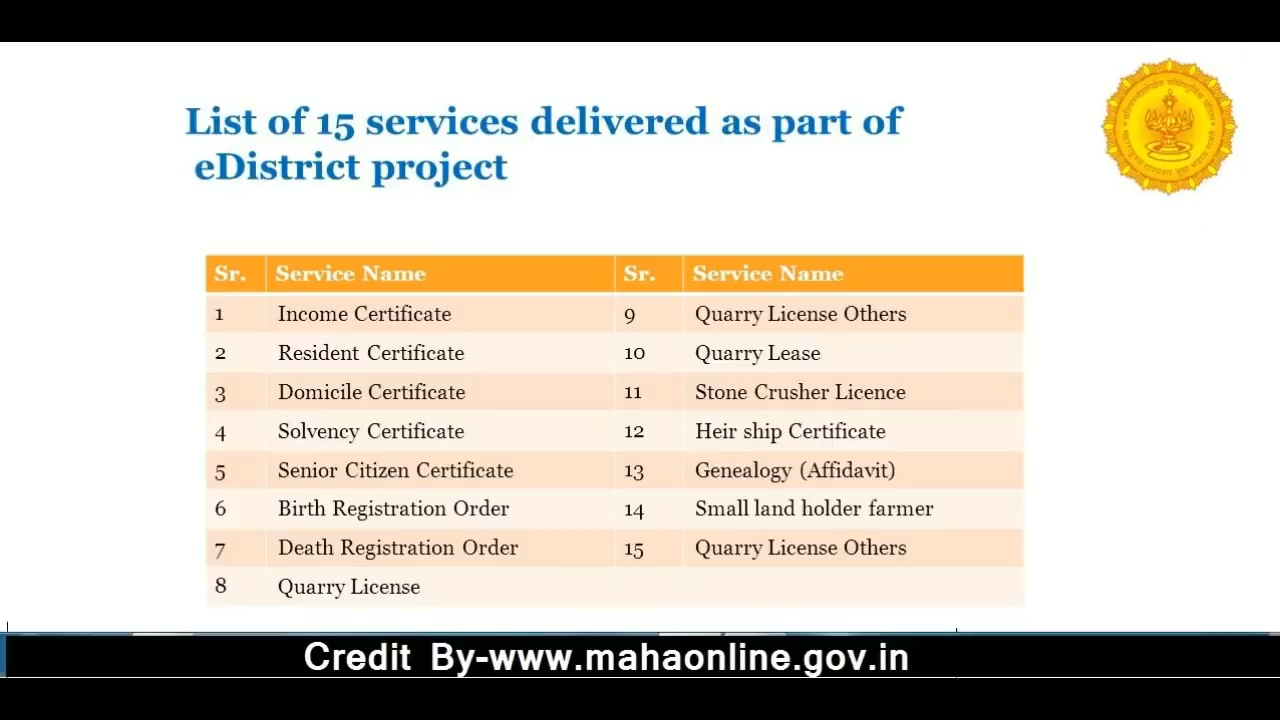 List of 15 services delivered as part of
eDistrict project
Sr. Service Name Sr. Service Name
1 Income Certificate 9 Quarry License Others
2 Resident Certificate 10 Quarry Lease
3 Domicile Certificate 11 Stone Crusher Licence
4 Solvency Certificate 12 Heir ship Certificate
5 Senior Citizen Certificate 13 Genealogy (Affidavit)
6 Birth Registration Order 14 Small land holder farmer
7 Death Registration Order 15 Quarry License Others
8 Quarry License
Credit By-www.mahaonline.gov.in